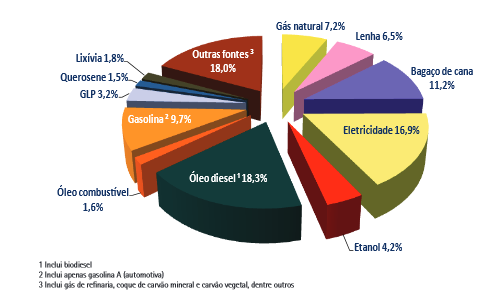 Gás natural 7,2%
Lenha 6,5%
Bagaço de cana
11,2%
Eletricidade 16,9%
Etanol 4,2%
Óleo diesel ¹ 18,3%
Óleo combustível
1,6%
Gasolina ² 9,7%
GLP 3,2%
Querosene 1,5%
Lixívia 1,8%
Outras fontes ³
18,0%
1 Inclui biodiesel
2 Inclui apenas gasolina A (automotiva)
3 Inclui gás de refinaria, coque de carvão mineral e carvão vegetal, dentre outros